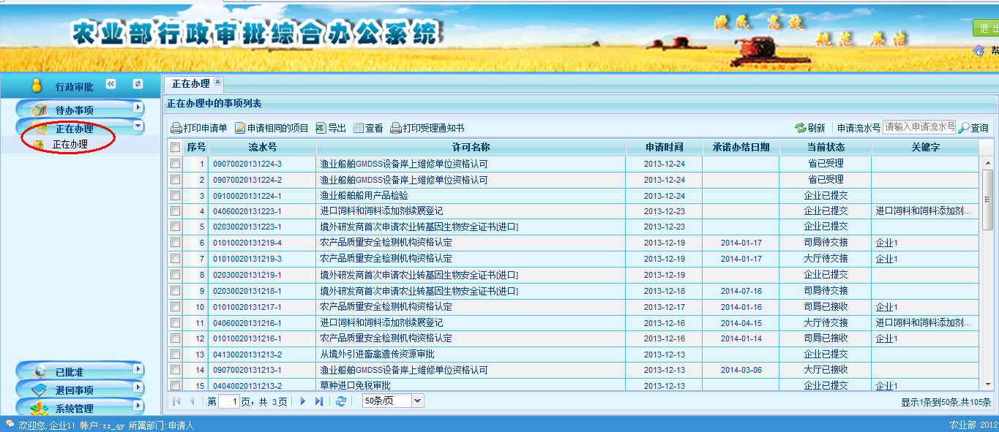 农业部行政审批综合办公系统
便民 高效
规范 廉洁
退出
帮
行政审批
待办事项
正在办理
正在办理
已批准
退回事项
系统管理
正在办理
正在办理中的事项列表
打印申请单 申请相同的项目 导出 查看 打印受理通知书 刷新 申请流水号 请输入申请流水号 查询
序号 流水号 许可名称 申请时间 承诺办结日期 当前状态 关键字
1 09070020131224-3 渔业船舶GMDSS设备岸上维修单位资格认可 2013-12-24 省已受理
2 09070020131224-2 渔业船舶GMDSS设备岸上维修单位资格认可 2013-12-24 省已受理
3 09100020131224-1 渔业船舶船用产品检验 2013-12-24 企业已提交
4 04060020131223-1 进口饲料和饲料添加剂续展登记 2013-12-23 企业已提交 进口饲料和饲料添加剂...
5 02030020131223-1 境外研发商首次申请农业转基因生物安全证书[进口] 2013-12-23 企业已提交
6 01010020131219-4 农产品质量安全检测机构资格认定 2013-12-19 2014-01-17 司局待交接 企业1
7 01010020131219-3 农产品质量安全检测机构资格认定 2013-12-19 2014-01-17 大厅待交接 企业1
8 02030020131219-1 境外研发商首次申请农业转基因生物安全证书[进口] 2013-12-19 企业已提交
9 02030020131218-1 境外研发商首次申请农业转基因生物安全证书[进口] 2013-12-18 2014-07-16 司局待交接
10 01010020131217-1 农产品质量安全检测机构资格认定 2013-12-17 2014-01-16 司局已接收 企业1
11 04060020131216-1 进口饲料和饲料添加剂续展登记 2013-12-16 2014-04-15 大厅待交接 进口饲料和饲料添加剂...
12 01010020131216-1 农产品质量安全检测机构资格认定 2013-12-16 2014-01-14 司局已接收 企业1
13 04130020131213-2 从境外引进畜禽遗传资源审批 2013-12-13 企业已提交
14 09070020131213-1 渔业船舶GMDSS设备岸上维修单位资格认可 2013-12-13 2014-03-06 大厅已接收
15 04040020131213-2 草种进口免税审批 2013-12-13 企业已提交 企业1
第 1 页，共 3页 50条/页 显示1条到50条,共105条
欢迎您,企业1! 帐户:zz_qy 所属部门:申请人 农业部 2012